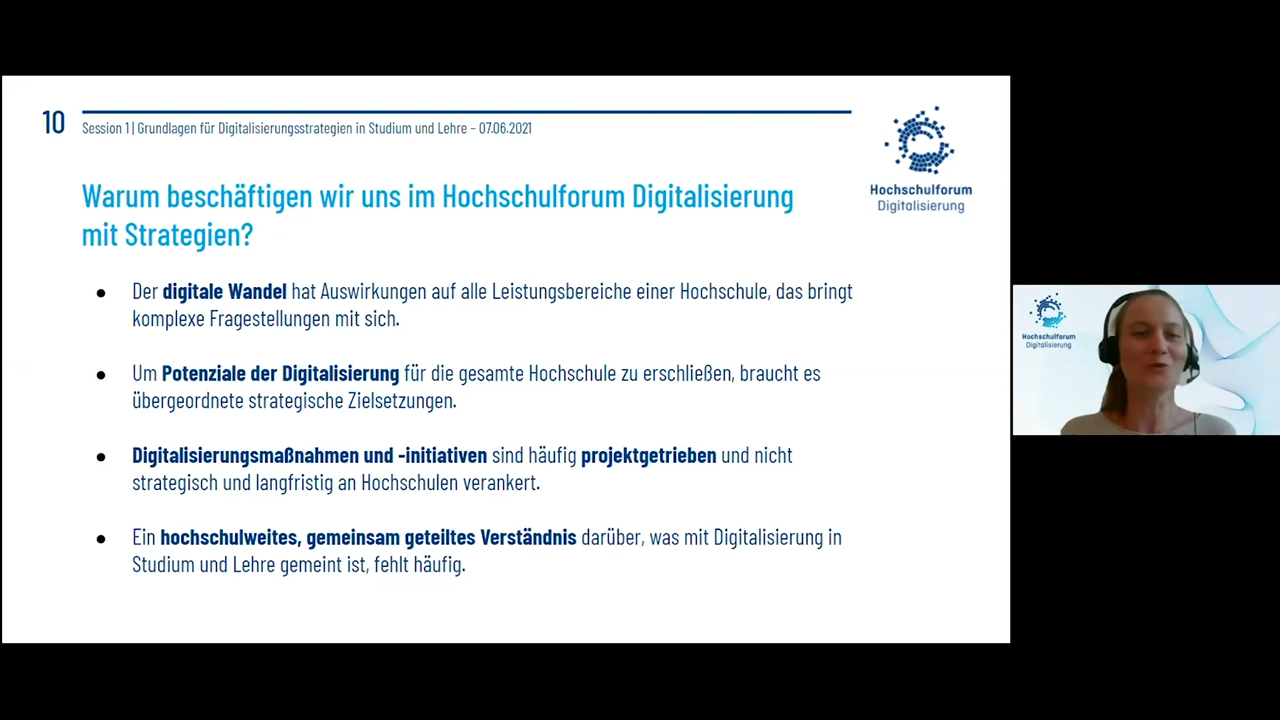 10
Session 1 | Grundlagen für Digitalisierungsstrategien in Studium und Lehre – 07.06.2021
Hochschulforum
Digitalisierung
Warum beschäftigen wir uns im Hochschulforum Digitalisierung
mit Strategien?
● Der digitale Wandel hat Auswirkungen auf alle Leistungsbereiche einer Hochschule, das bringt
komplexe Fragestellungen mit sich.
● Um Potenziale der Digitalisierung für die gesamte Hochschule zu erschließen, braucht es
übergeordnete strategische Zielsetzungen.
● Digitalisierungsmaßnahmen und -initiativen sind häufig projektgetrieben und nicht
strategisch und langfristig an Hochschulen verankert.
● Ein hochschulweites, gemeinsam geteiltes Verständnis darüber, was mit Digitalisierung in
Studium und Lehre gemeint ist, fehlt häufig.
Hochschulforum
Digitalisierung